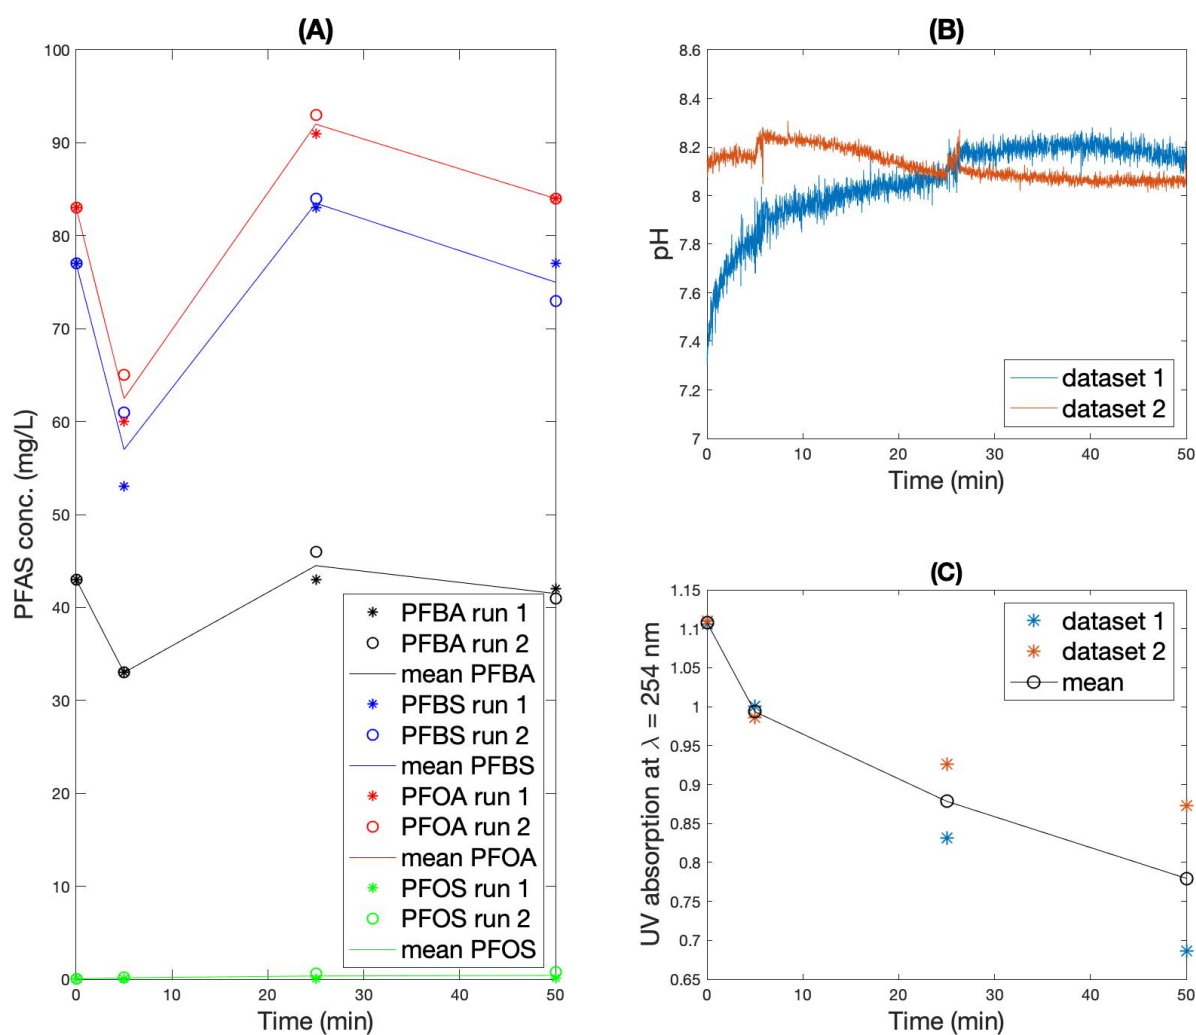 (A)
100
90
80
70
60
50
40
30
20
10
0
PFAS conc. (mg/L)
0 10 20 30 40 50
Time (min)
PFBA run 1
PFBA run 2
mean PFBA
PFBS run 1
PFBS run 2
mean PFBS
PFOA run 1
PFOA run 2
mean PFOA
PFOS run 1
PFOS run 2
mean PFOS
(B)
8.6
8.4
8.2
8
7.8
7.6
7.4
7.2
7
pH
0 10 20 30 40 50
Time (min)
dataset 1
dataset 2
(C)
1.15
1.1
1.05
1
0.95
0.9
0.85
0.8
0.75
0.7
0.65
UV absorption at λ = 254 nm
0 10 20 30 40 50
Time (min)
dataset 1
dataset 2
mean